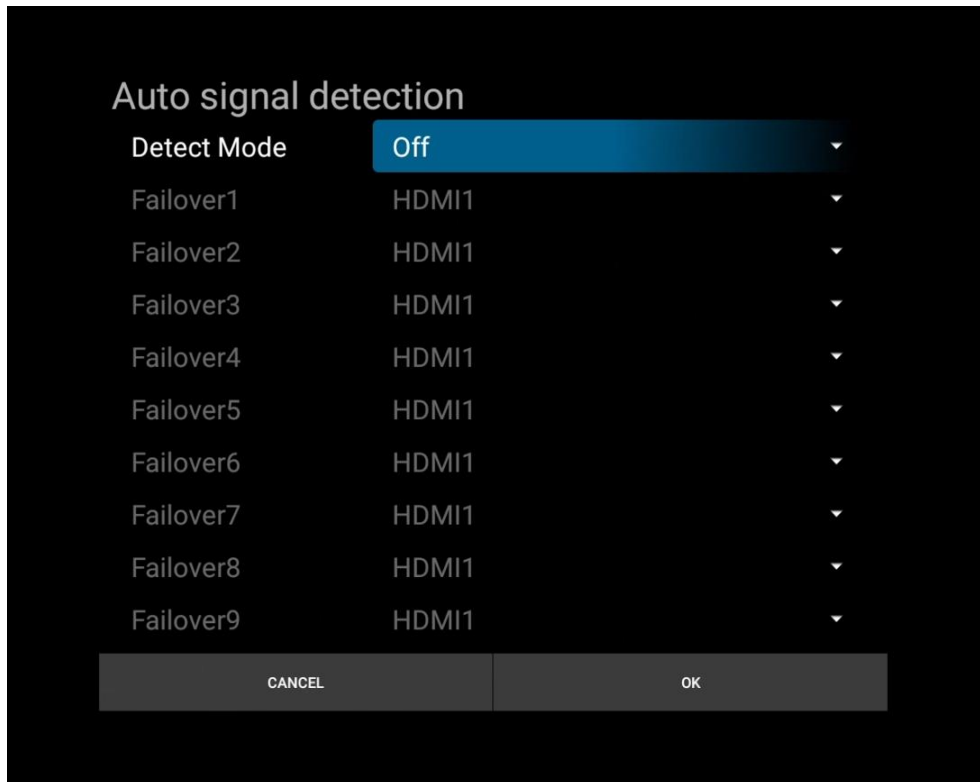 Auto signal detection
Detect Mode Off
Failover1 HDMI1
Failover2 HDMI1
Failover3 HDMI1
Failover4 HDMI1
Failover5 HDMI1
Failover6 HDMI1
Failover7 HDMI1
Failover8 HDMI1
Failover9 HDMI1
CANCEL OK